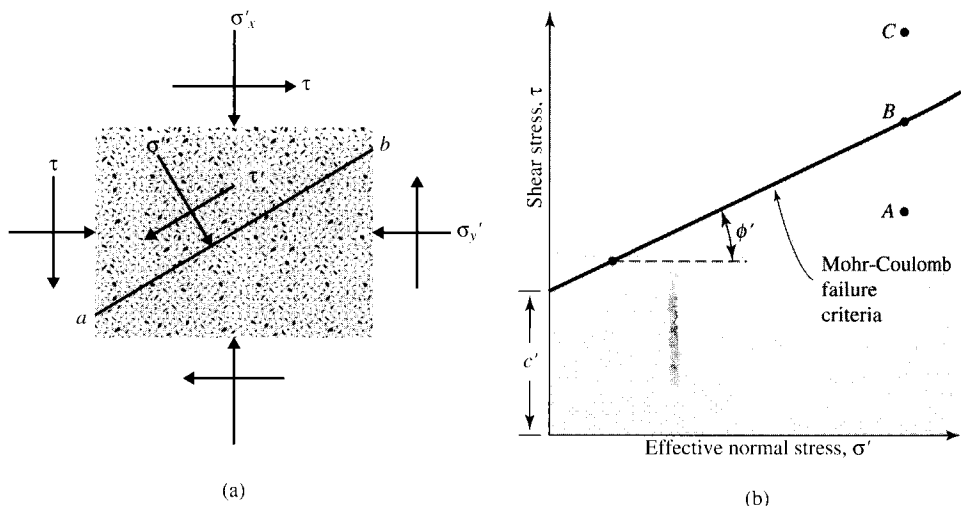 σ'x
τ
τ
σ'
τ'
b
a
σy'
(a)
Shear stress, τ
C
B
A
ϕ'
Mohr-Coulomb
failure
criteria
c'
Effective normal stress, σ'
(b)